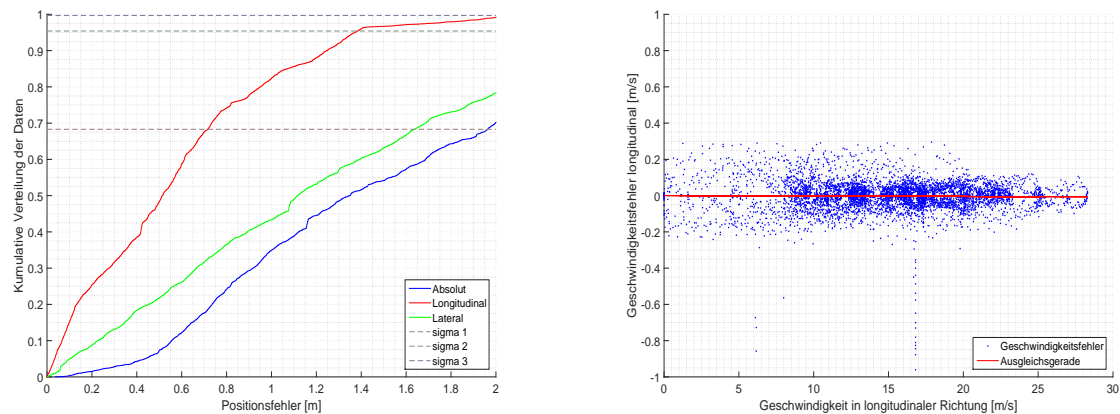 Kumulative Verteilung der Daten
1
0.9
0.8
0.7
0.6
0.5
0.4
0.3
0.2
0.1
0
0.2 0.4 0.6 0.8 1 1.2 1.4 1.6 1.8 2
Positionsfehler [m]
Absolut
Longitudinal
Lateral
sigma 1
sigma 2
sigma 3
Geschwindigkeitsfehler longitudinal [m/s]
1
0.8
0.6
0.4
0.2
0
-0.2
-0.4
-0.6
-0.8
-1
0 5 10 15 20 25 30
Geschwindigkeit in longitudinaler Richtung [m/s]
Geschwindigkeitsfehler
Ausgleichsgerade